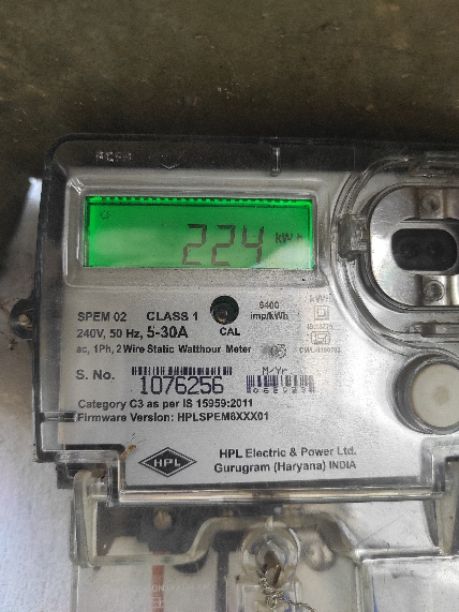 224 kWh
SPEM 02 CLASS 1
6400
imp/kWh
240V, 50 Hz, 5-30A
CAL
ac, 1Ph, 2 Wire Static Watthour Meter
S. No.
1076256
M/Yr
Category C3 as per IS 15959:2011
Firmware Version: HPLSPEM8XXX01
HPL
HPL Electric & Power Ltd.
Gurugram (Haryana) INDIA